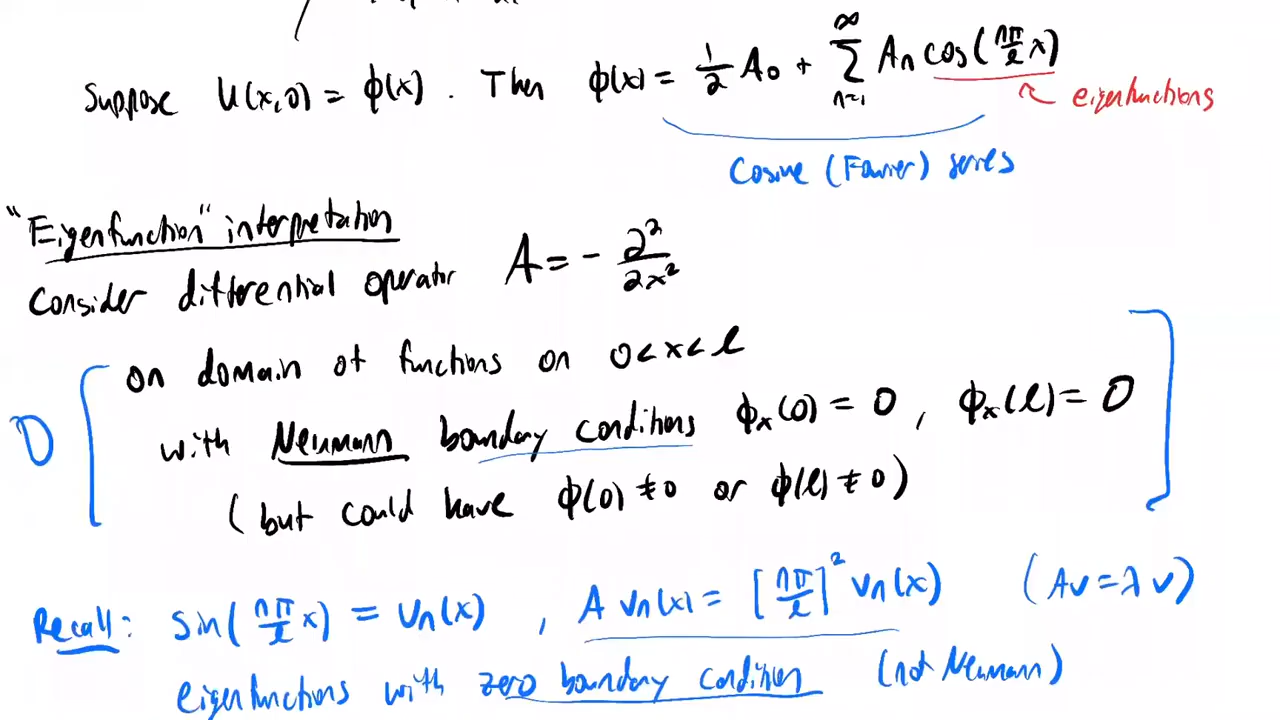 Suppose U(x,0) = ϕ(x) . Then ϕ(x) = 1/2 A₀ + ∑_{n=1}^{∞} Aₙ cos(nπ/ℓ x)
eigenfunctions
Cosine (Fourier) series
"Eigenfunction" interpretation
Consider differential operator A = - ∂²/∂x²
on domain of functions on 0<x<ℓ
D
with Neumann boundary conditions ϕₓ(0) = 0 , ϕₓ(ℓ) = 0
(but could have ϕ(0) ≠ 0 or ϕ(ℓ) ≠ 0)
Recall: sin(nπ/ℓ x) = vₙ(x) , A vₙ(x) = [nπ/ℓ]² vₙ(x) (Av = λv)
eigenfunctions with zero boundary condition (not Neumann)